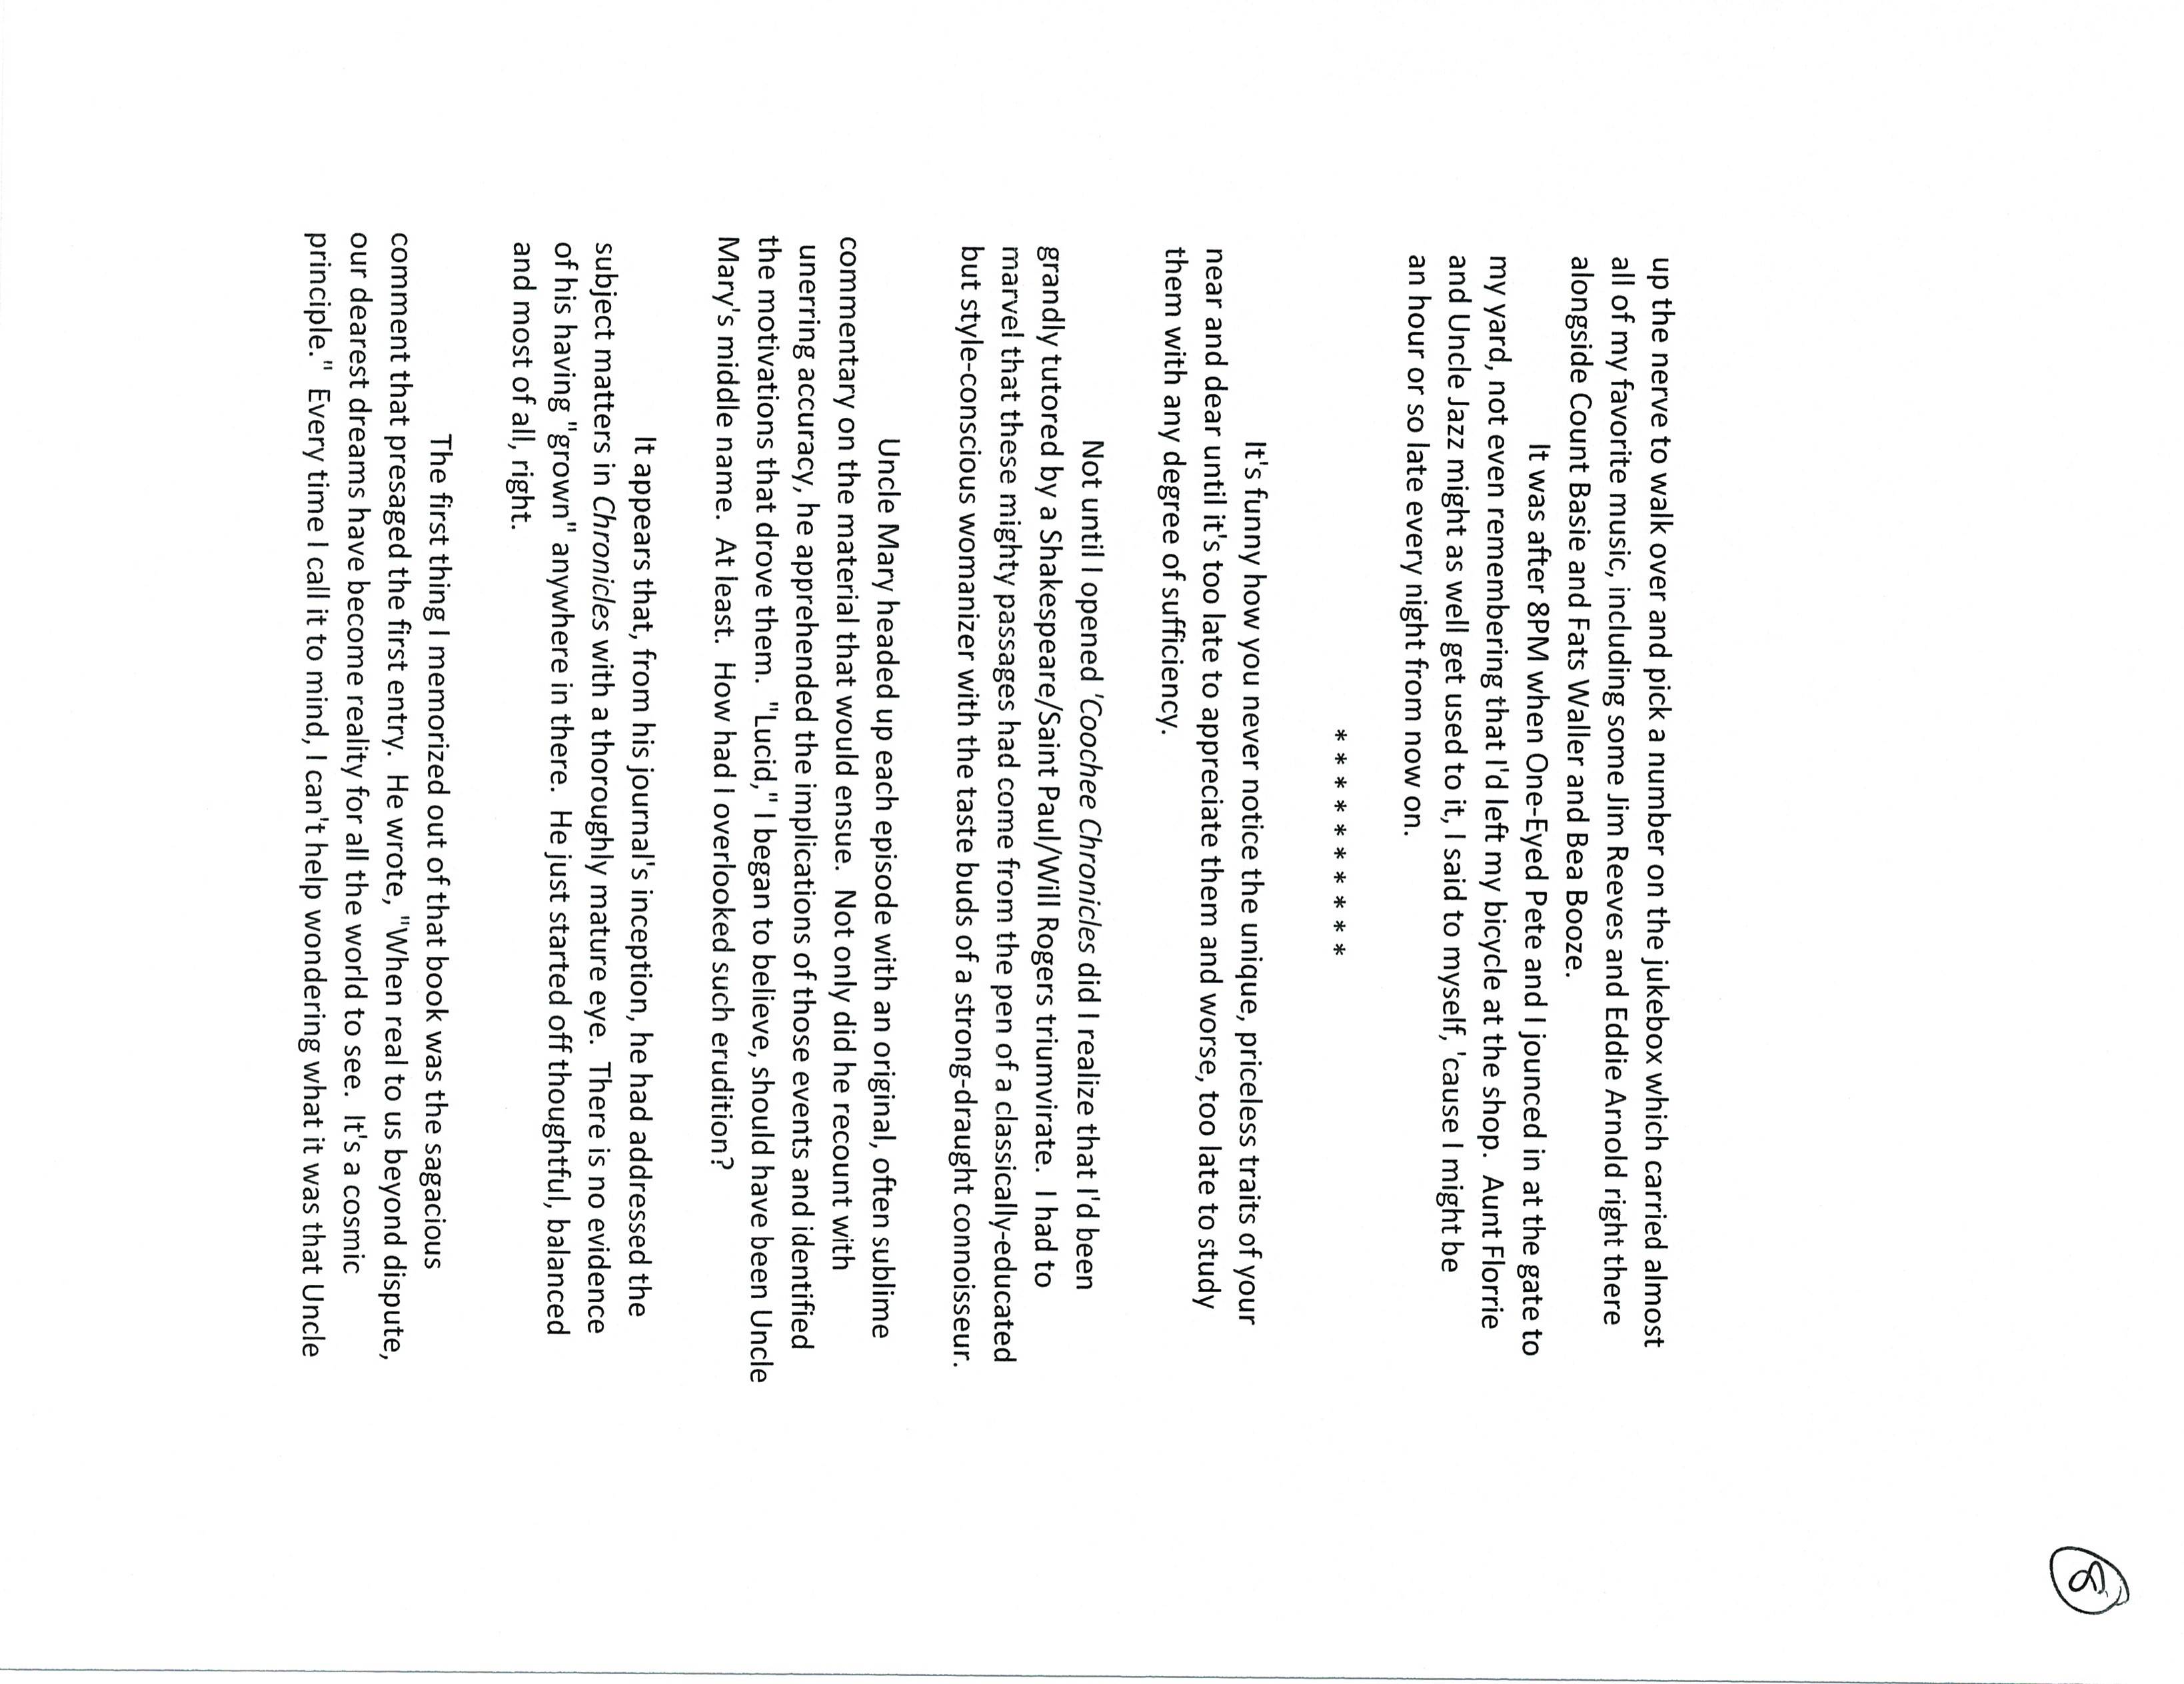 8
up the nerve to walk over and pick a number on the jukebox which carried almost
all of my favorite music, including some Jim Reeves and Eddie Arnold right there
alongside Count Basie and Fats Waller and Bea Booze.
It was after 8PM when One-Eyed Pete and I jounced in at the gate to
my yard, not even remembering that I'd left my bicycle at the shop.  Aunt Florrie
and Uncle Jazz might as well get used to it, I said to myself, 'cause I might be
an hour or so late every night from now on.
* * * * * * * * * *
It's funny how you never notice the unique, priceless traits of your
near and dear until it's too late to appreciate them and worse, too late to study
them with any degree of sufficiency.
Not until I opened 'Coochee Chronicles did I realize that I'd been
grandly tutored by a Shakespeare/Saint Paul/Will Rogers triumvirate.  I had to
marvel that these mighty passages had come from the pen of a classically-educated
but style-conscious womanizer with the taste buds of a strong-draught connoisseur.
Uncle Mary headed up each episode with an original, often sublime
commentary on the material that would ensue.  Not only did he recount with
unerring accuracy, he apprehended the implications of those events and identified
the motivations that drove them.  "Lucid," I began to believe, should have been Uncle
Mary's middle name.  At least.  How had I overlooked such erudition?
It appears that, from his journal's inception, he had addressed the
subject matters in Chronicles with a thoroughly mature eye.  There is no evidence
of his having "grown" anywhere in there.  He just started off thoughtful, balanced
and most of all, right.
The first thing I memorized out of that book was the sagacious
comment that presaged the first entry.  He wrote, "When real to us beyond dispute,
our dearest dreams have become reality for all the world to see.  It's a cosmic
principle."  Every time I call it to mind, I can't help wondering what it was that Uncle